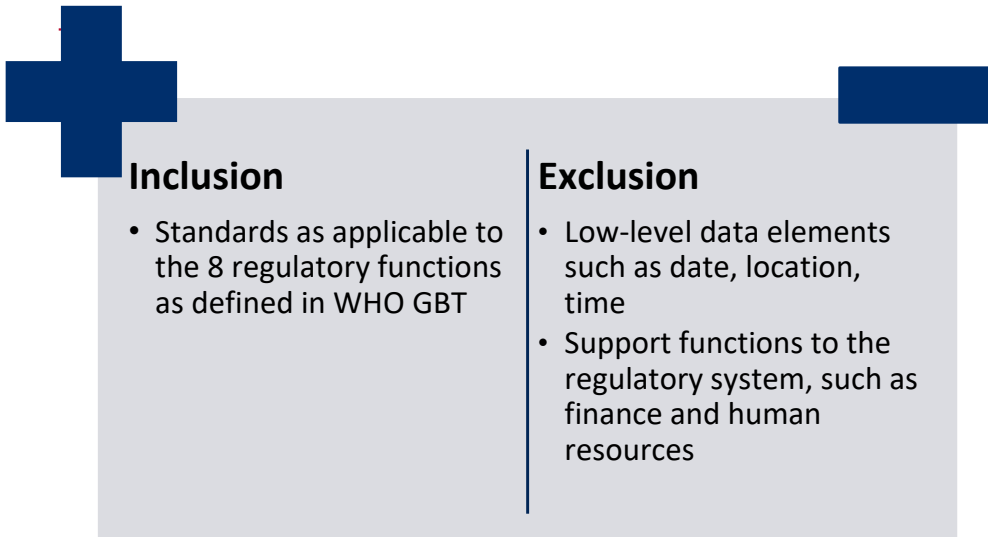 Inclusion
• Standards as applicable to
the 8 regulatory functions
as defined in WHO GBT
Exclusion
• Low-level data elements
such as date, location,
time
• Support functions to the
regulatory system, such as
finance and human
resources